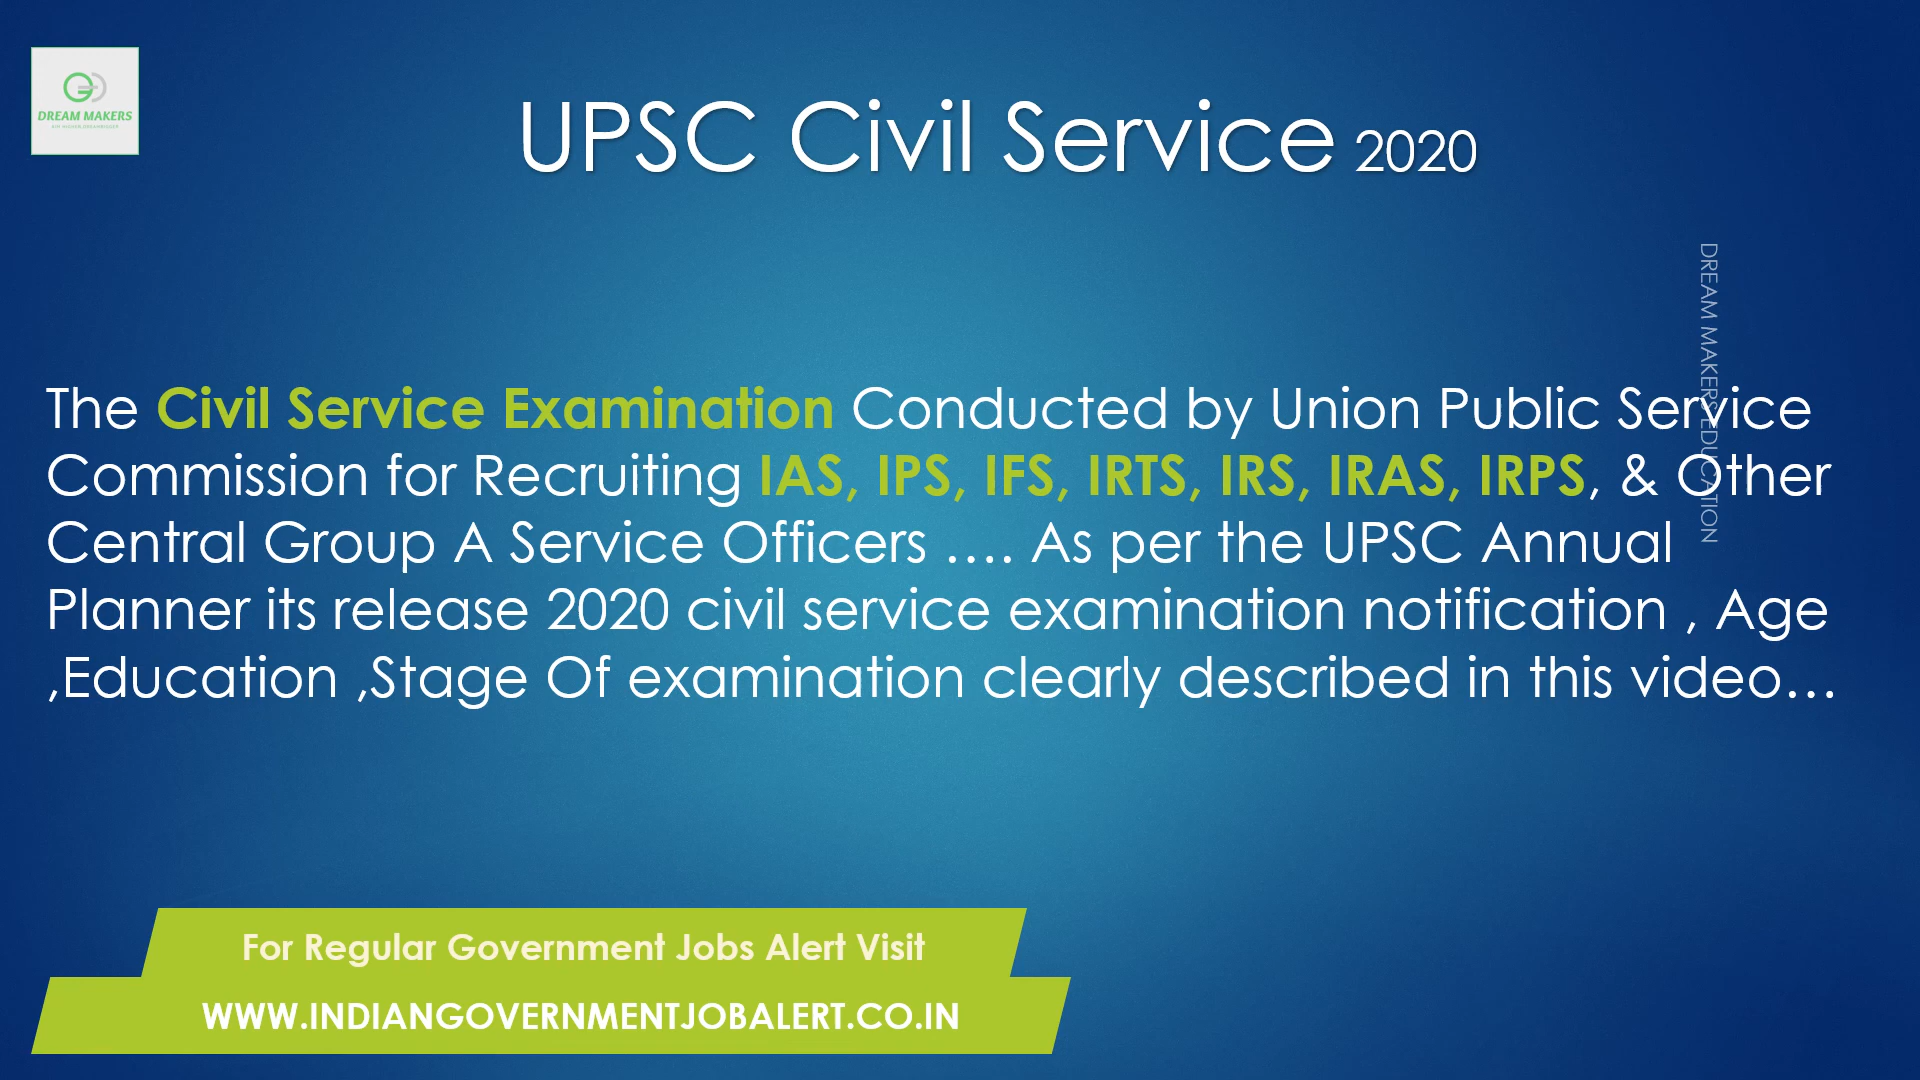 DREAM MAKERS
UPSC Civil Service 2020
DREAM MAKERS EDUCATION
The Civil Service Examination Conducted by Union Public Service
Commission for Recruiting IAS, IPS, IFS, IRTS, IRS, IRAS, IRPS, & Other
Central Group A Service Officers .... As per the UPSC Annual
Planner its release 2020 civil service examination notification , Age
,Education ,Stage Of examination clearly described in this video...
For Regular Government Jobs Alert Visit
WWW.INDIANGOVERNMENTJOBALERT.CO.IN